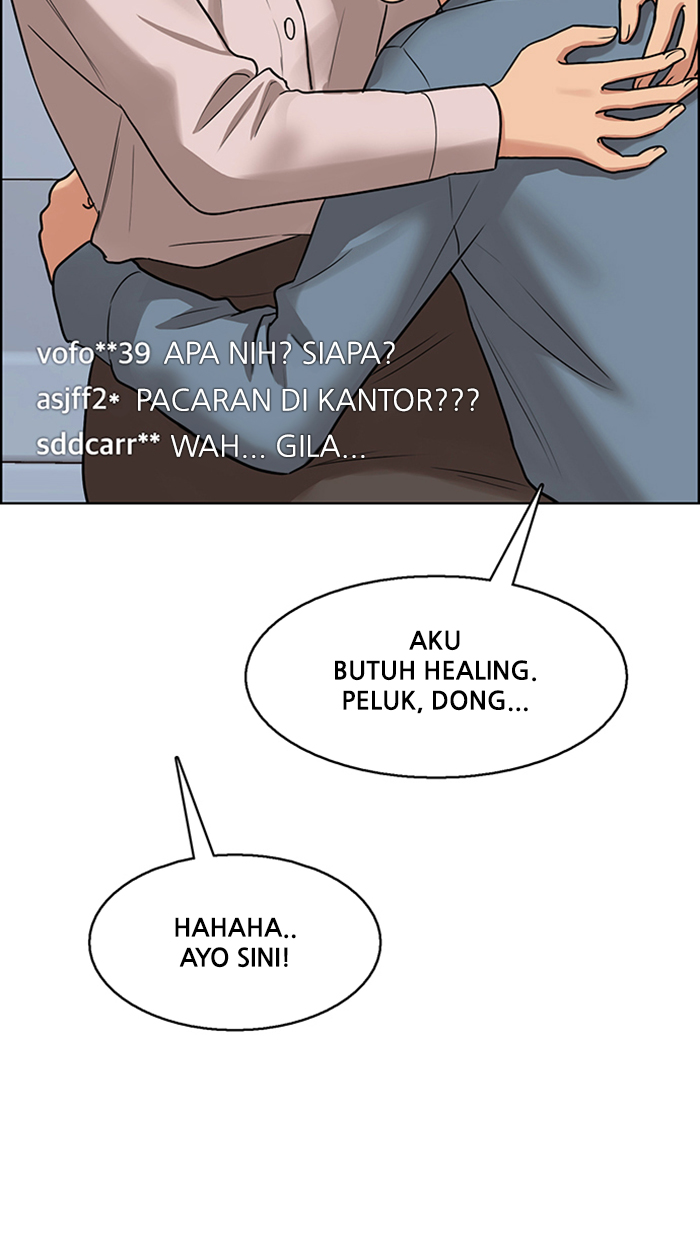 vofo**39 APA NIH? SIAPA?
asjff2* PACARAN DI KANTOR???
sddcarr** WAH... GILA...
AKU
BUTUH HEALING.
PELUK, DONG...
HAHAHA..
AYO SINI!